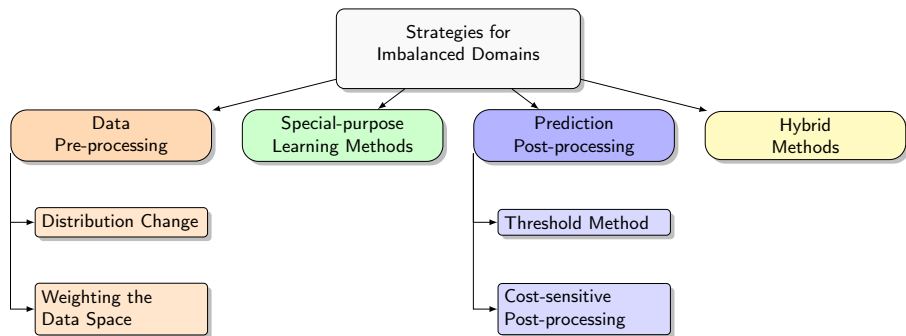 Strategies for
Imbalanced Domains
Data
Pre-processing
Special-purpose
Learning Methods
Prediction
Post-processing
Hybrid
Methods
Distribution Change
Threshold Method
Weighting the
Data Space
Cost-sensitive
Post-processing